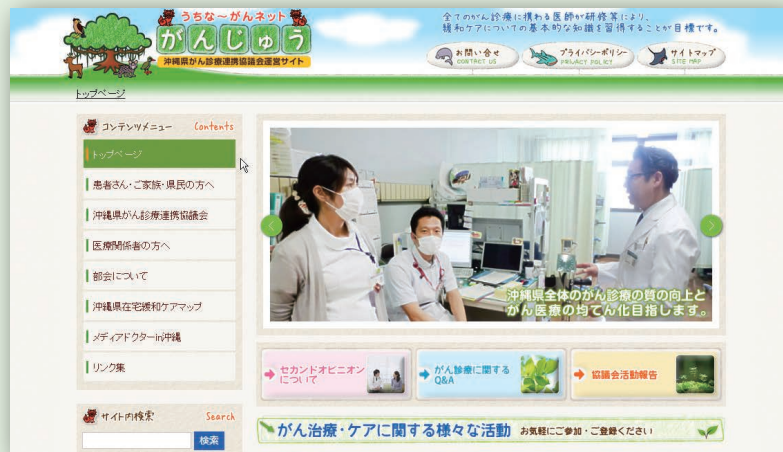 うちな〜がんネット
がんじゅう
沖縄県がん診療連携協議会運営サイト
全てのがん診療に携わる医師が研修等により、
緩和ケアについての基本的な知識を習得することが目標です。
お問い合せ
CONTACT US
プライバシーポリシー
PRIVACY POLICY
サイトマップ
SITE MAP
トップページ
コンテンツメニュー Contents
トップページ
患者さん・ご家族・県民の方へ
沖縄県がん診療連携協議会
医療関係者の方へ
部会について
沖縄県在宅緩和ケアマップ
メディアドクターin沖縄
リンク集
サイト内検索 Search
検索
沖縄県全体のがん診療の質の向上と
がん医療の均てん化目指します。
セカンドオピニオン
について
がん診療に関する
Q&A
協議会活動報告
がん治療・ケアに関する様々な活動 お気軽にご参加・ご登録ください